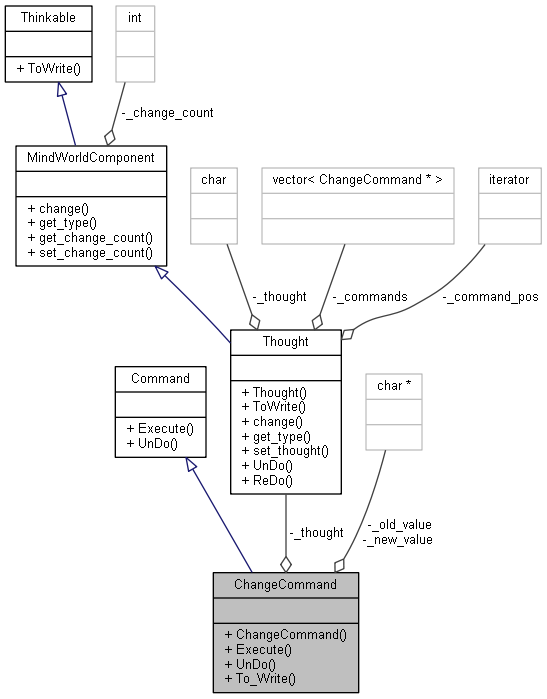 Thinkable
+ ToWrite()
int
-_change_count
MindWorldComponent
+ change()
+ get_type()
+ get_change_count()
+ set_change_count()
char
vector< ChangeCommand * >
iterator
-_thought
-_commands
-_command_pos
Thought
+ Thought()
+ ToWrite()
+ change()
+ get_type()
+ set_thought()
+ UnDo()
+ ReDo()
Command
+ Execute()
+ UnDo()
char *
-_thought
-_old_value
-_new_value
ChangeCommand
+ ChangeCommand()
+ Execute()
+ UnDo()
+ To_Write()